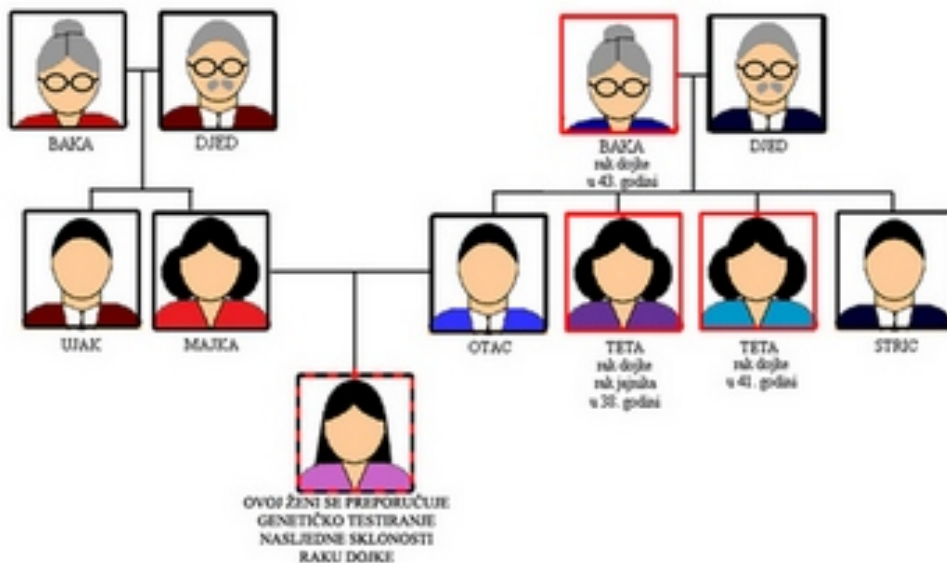 BAKA
DJED
BAKA
rak dojke
u 43. godini
DJED
UJAK
MAJKA
OTAC
TETA
rak dojke
rak jajnika
u 38. godini
TETA
rak dojke
u 41. godini
STRIC
OVOJ ŽENI SE PREPORUČUJE
GENETIČKO TESTIRANJE
NASLJEDNE SKLONOSTI
RAKU DOJKE